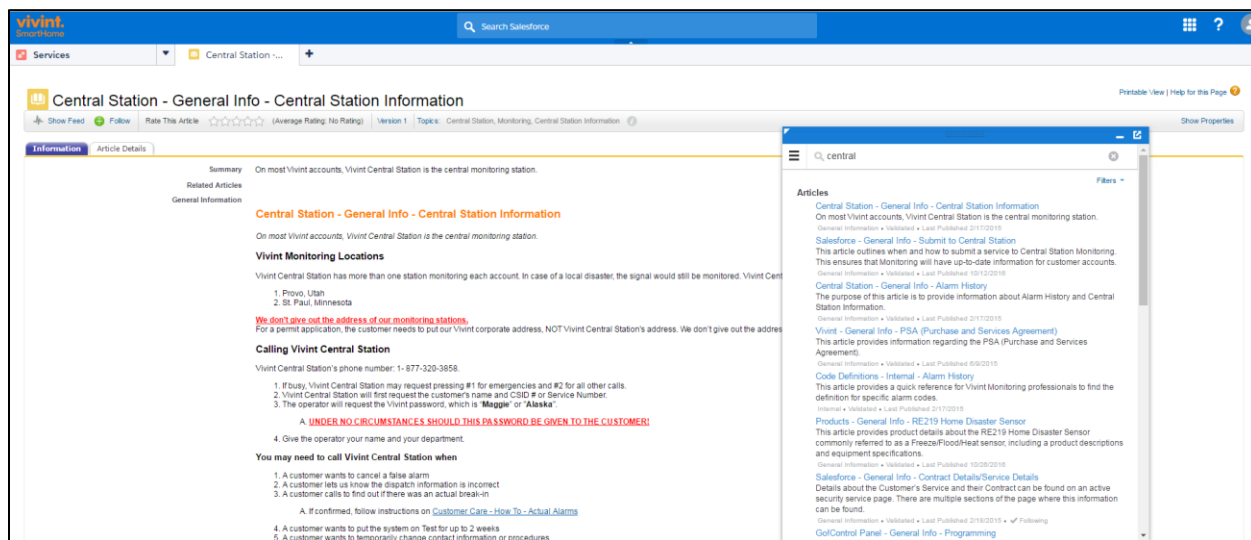 vivint.
SmartHome
Search Salesforce
Services
Central Station -...
Central Station - General Info - Central Station Information
Printable View | Help for this Page
Show Feed Follow Rate This Article (Average Rating: No Rating) Version 1 Topics: Central Station, Monitoring, Central Station Information
Show Properties
Information Article Details
Summary On most Vivint accounts, Vivint Central Station is the central monitoring station.
Related Articles
General Information
Central Station - General Info - Central Station Information
On most Vivint accounts, Vivint Central Station is the central monitoring station.
Vivint Monitoring Locations
Vivint Central Station has more than one station monitoring each account. In case of a local disaster, the signal would still be monitored. Vivint Cent
1. Provo, Utah
2. St. Paul, Minnesota
We don't give out the address of our monitoring stations.
For a permit application, the customer needs to put our Vivint corporate address, NOT Vivint Central Station's address. We don't give out the addres
Calling Vivint Central Station
Vivint Central Station's phone number: 1- 877-320-3858.
1. If busy, Vivint Central Station may request pressing #1 for emergencies and #2 for all other calls.
2. Vivint Central Station will first request the customer's name and CSID # or Service Number.
3. The operator will request the Vivint password, which is "Maggie" or "Alaska".
A. UNDER NO CIRCUMSTANCES SHOULD THIS PASSWORD BE GIVEN TO THE CUSTOMER!
4. Give the operator your name and your department.
You may need to call Vivint Central Station when
1. A customer wants to cancel a false alarm
2. A customer lets us know the dispatch information is incorrect
3. A customer calls to find out if there was an actual break-in
A. If confirmed, follow instructions on Customer Care - How To - Actual Alarms
4. A customer wants to put the system on Test for up to 2 weeks
5. A customer wants to temporarily change contact information or procedures
central
Filters
Articles
Central Station - General Info - Central Station Information
On most Vivint accounts, Vivint Central Station is the central monitoring station.
General Information • Validated • Last Published 2/17/2015
Salesforce - General Info - Submit to Central Station
This article outlines when and how to submit a service to Central Station Monitoring.
This ensures that Monitoring will have up-to-date information for customer accounts.
General Information • Validated • Last Published 10/12/2016
Central Station - General Info - Alarm History
The purpose of this article is to provide information about Alarm History and Central
Station Information.
General Information • Validated • Last Published 2/17/2015
Vivint - General Info - PSA (Purchase and Services Agreement)
This article provides information regarding the PSA (Purchase and Services
Agreement).
General Information • Validated • Last Published 6/9/2015
Code Definitions - Internal - Alarm History
This article provides a quick reference for Vivint Monitoring professionals to find the
definition for specific alarm codes.
Internal • Validated • Last Published 2/17/2015
Products - General Info - RE219 Home Disaster Sensor
This article provides product details about the RE219 Home Disaster Sensor
commonly referred to as a Freeze/Flood/Heat sensor, including a product descriptions
and equipment specifications.
General Information • Validated • Last Published 10/26/2016
Salesforce - General Info - Contract Details/Service Details
Details about the Customer's Service and their Contract can be found on an active
security service page. There are multiple sections of the page where this information
can be found.
General Information • Validated • Last Published 2/18/2015 • ✓ Following
Go!Control Panel - General Info - Programming